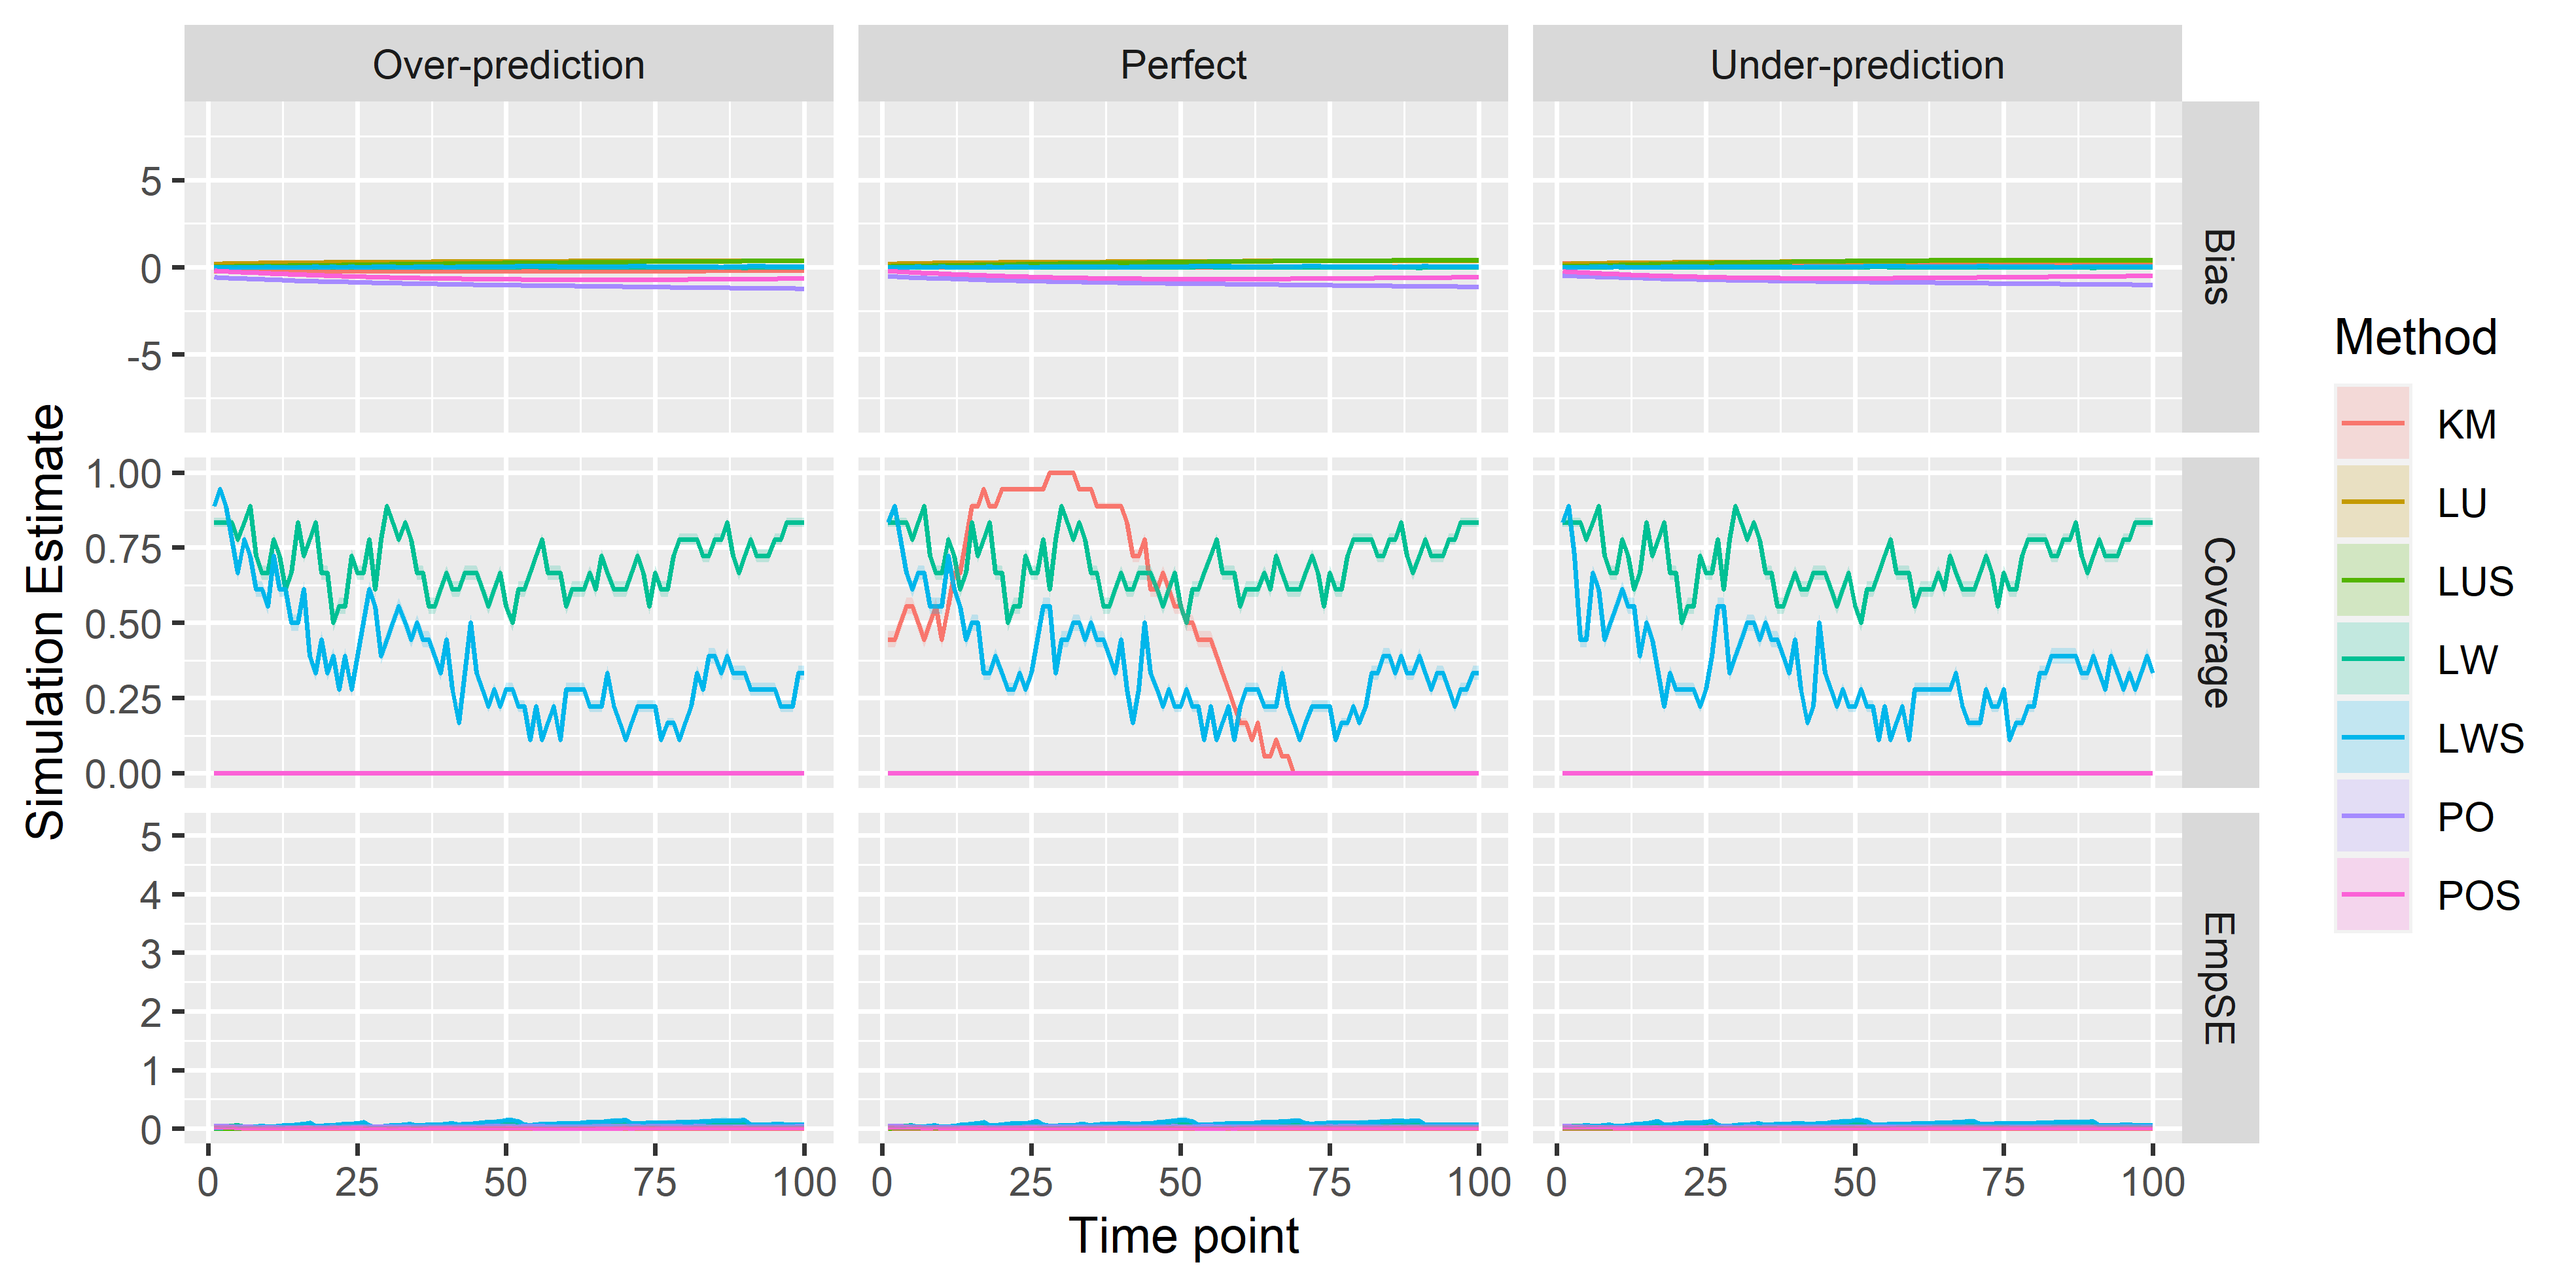 Over-prediction
Perfect
Under-prediction
Simulation Estimate
5
0
-5
Bias
1.00
0.75
0.50
0.25
0.00
Coverage
5
4
3
2
1
0
EmpSE
0 25 50 75 100
0 25 50 75 100
0 25 50 75 100
Time point
Method
KM
LU
LUS
LW
LWS
PO
POS